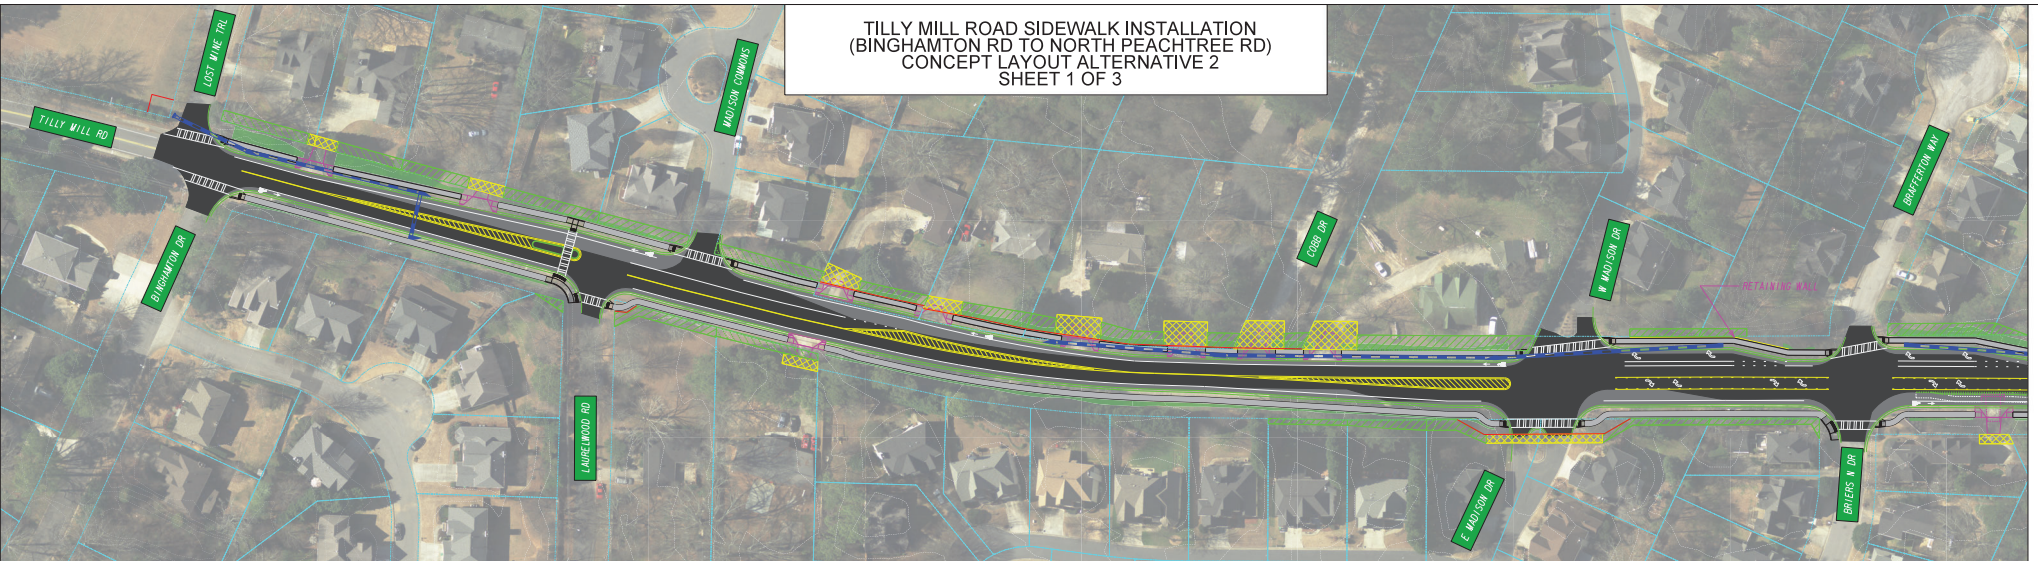 TILLY MILL ROAD SIDEWALK INSTALLATION
(BINGHAMTON RD TO NORTH PEACHTREE RD)
CONCEPT LAYOUT ALTERNATIVE 2
SHEET 1 OF 3
LOST MINE TRL
TILLY MILL RD
MADISON COMMONS
BINGHAMTON DR
LAURELWOOD RD
COBB DR
W MADISON DR
RETAINING WALL
BRAFFERTON WAY
E MADISON DR
BRIERS N DR